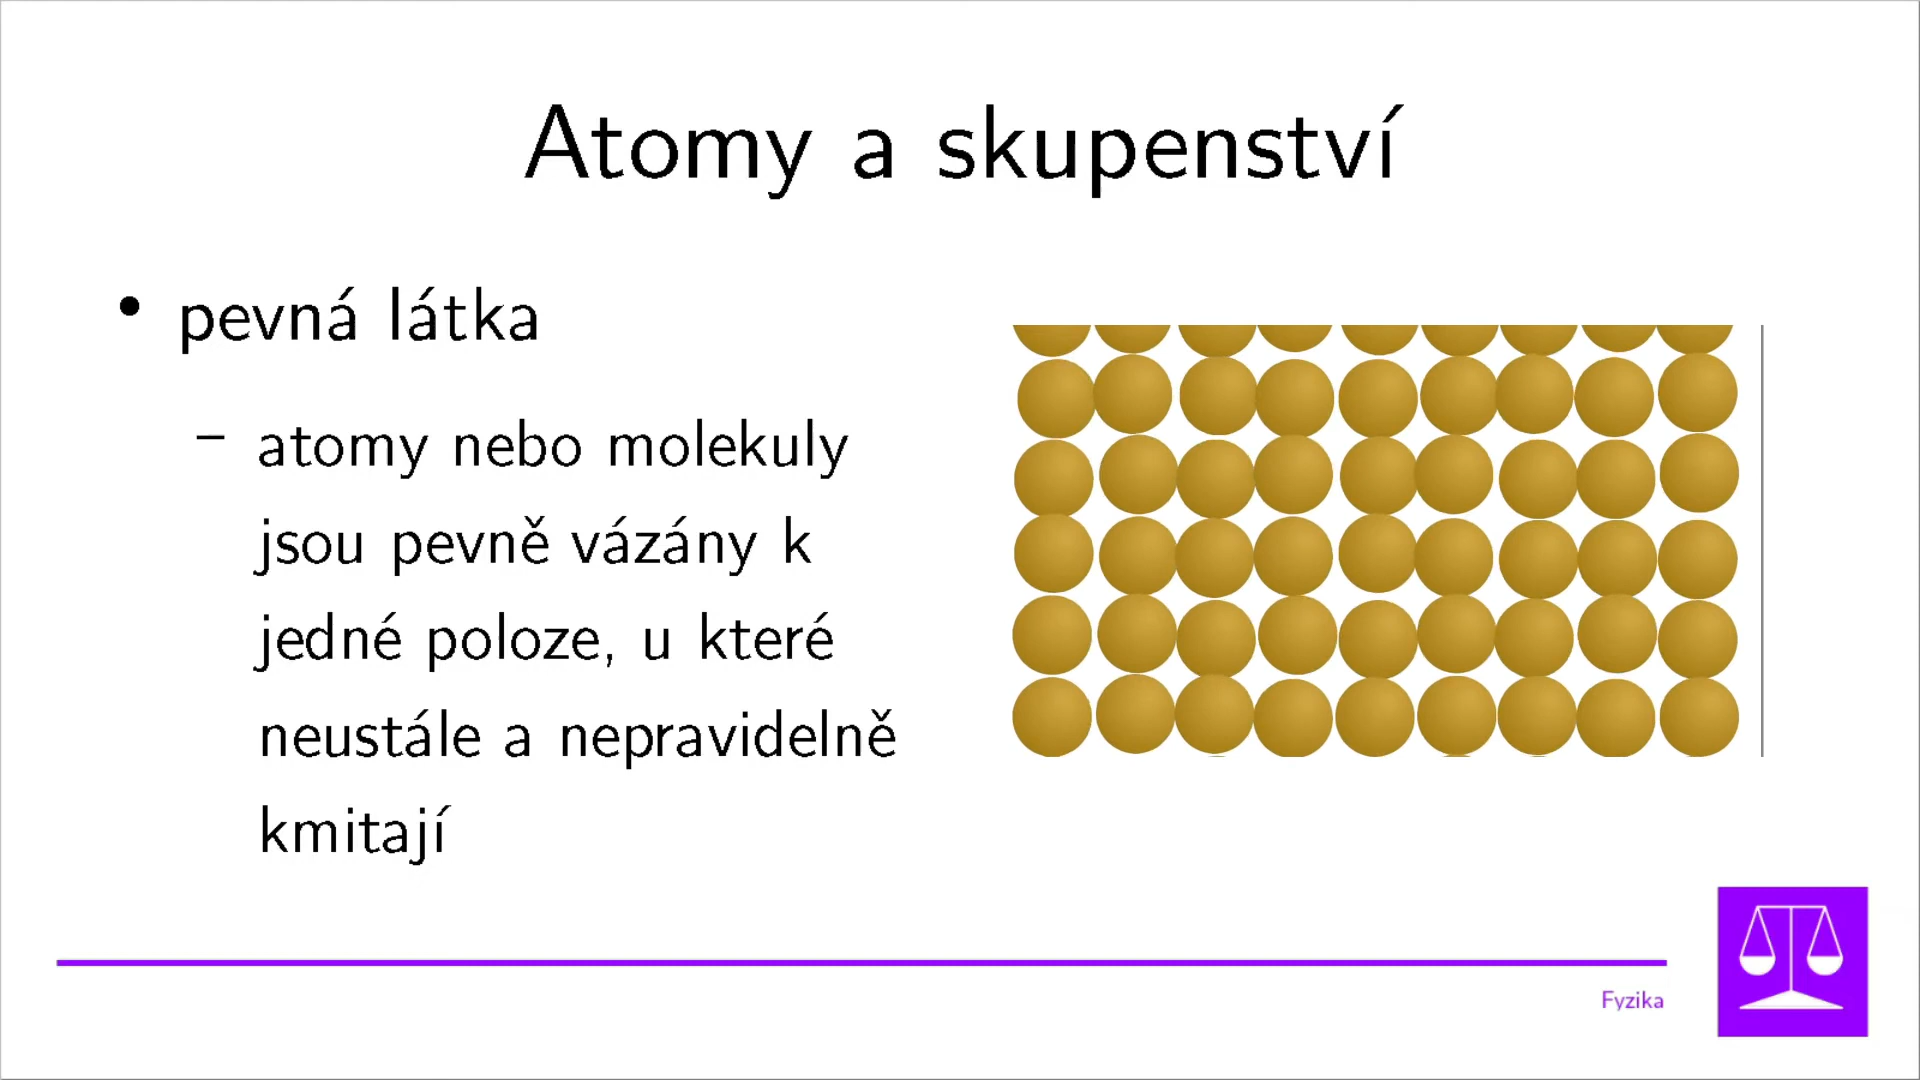 Atomy a skupenství
• pevná látka
– atomy nebo molekuly
jsou pevně vázány k
jedné poloze, u které
neustále a nepravidelně
kmitají
Fyzika